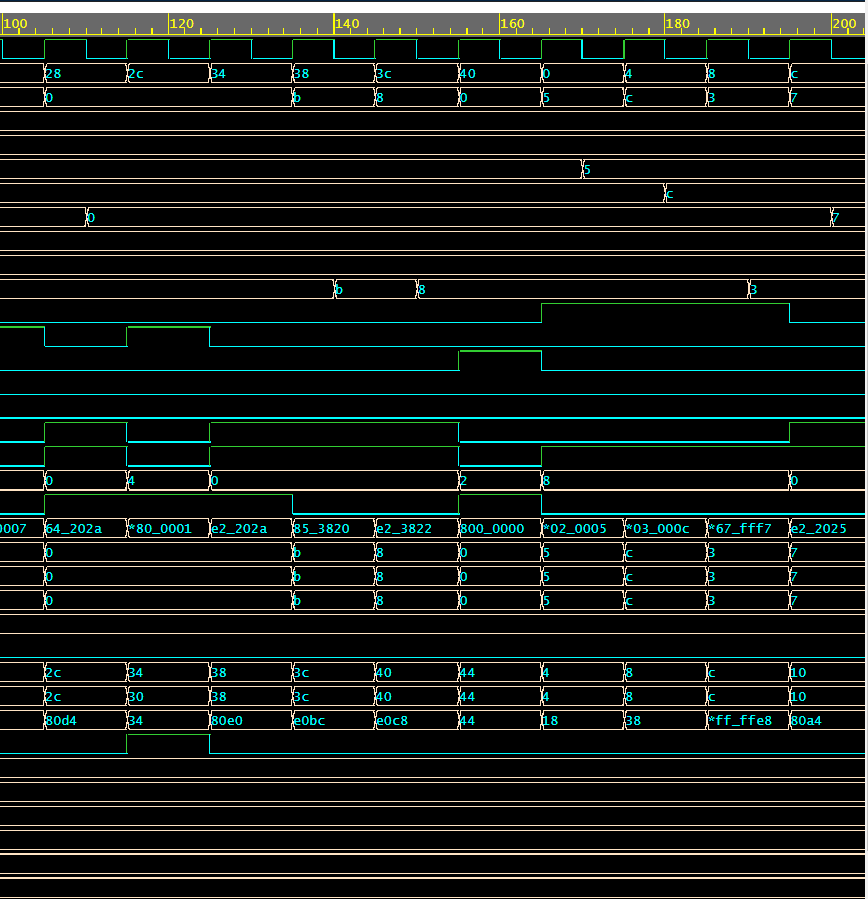 100 120 140 160 180 200
28 2c 34 38 3c 40 0 4 8 c
0 b 8 0 5 c 3 7
5
c
0 7
b 8 3
0 4 0 2 8 0
0007 64_202a *80_0001 e2_202a 85_3820 e2_3822 800_0000 *02_0005 *03_000c *67_fff7 e2_2025
0 b 8 0 5 c 3 7
0 b 8 0 5 c 3 7
0 b 8 0 5 c 3 7
2c 34 38 3c 40 44 4 8 c 10
2c 30 38 3c 40 44 4 8 c 10
80d4 34 80e0 e0bc e0c8 44 18 38 *ff_ffe8 80a4